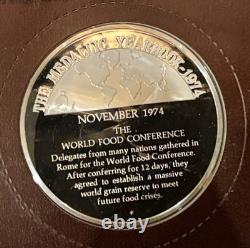 THE MEDALLIC YEARBOOK-1974
NOVEMBER 1974
THE
WORLD FOOD CONFERENCE
Delegates from many nations gathered in
Rome for the World Food Conference.
After conferring for 12 days, they
agreed to establish a massive
world grain reserve to meet
future food crises.
©thecoindigger